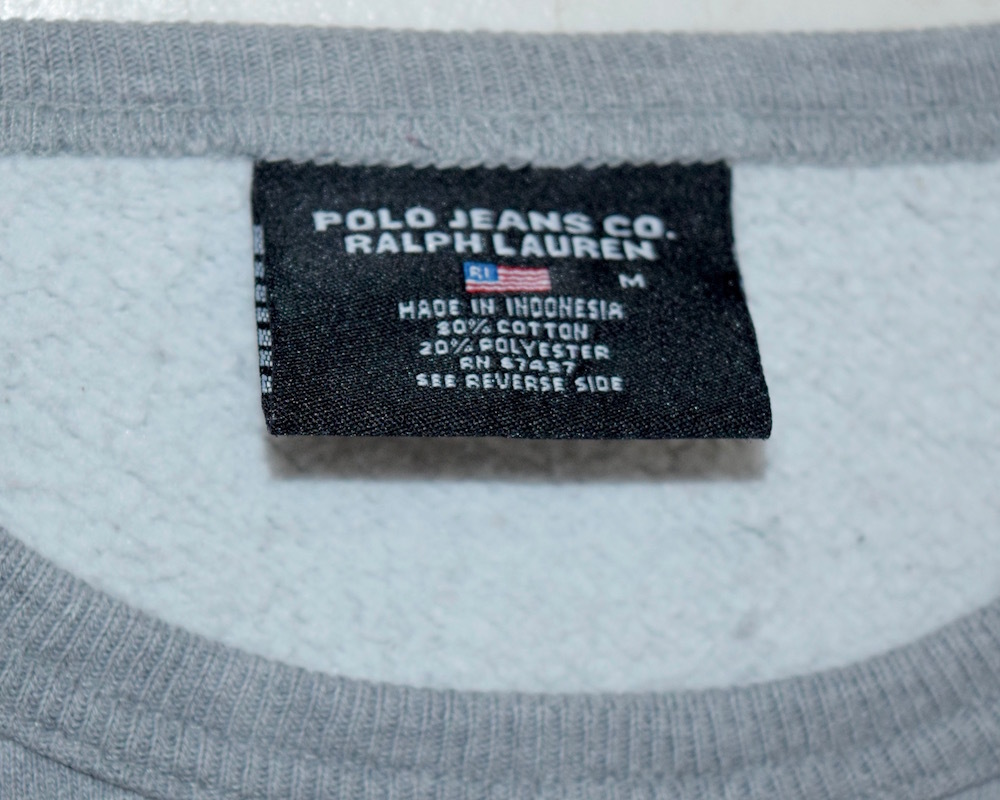 POLO JEANS CO.
RALPH LAUREN
RL
M
MADE IN INDONESIA
80% COTTON
20% POLYESTER
RN 67437
SEE REVERSE SIDE